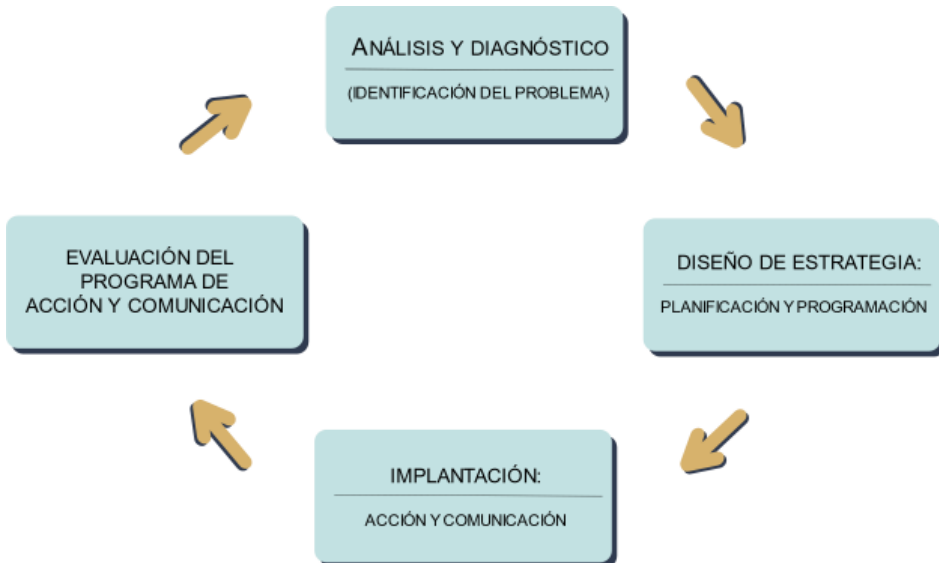 ANÁLISIS Y DIAGNÓSTICO
(IDENTIFICACIÓN DEL PROBLEMA)
DISEÑO DE ESTRATEGIA:
PLANIFICACIÓN Y PROGRAMACIÓN
IMPLANTACIÓN:
ACCIÓN Y COMUNICACIÓN
EVALUACIÓN DEL
PROGRAMA DE
ACCIÓN Y COMUNICACIÓN